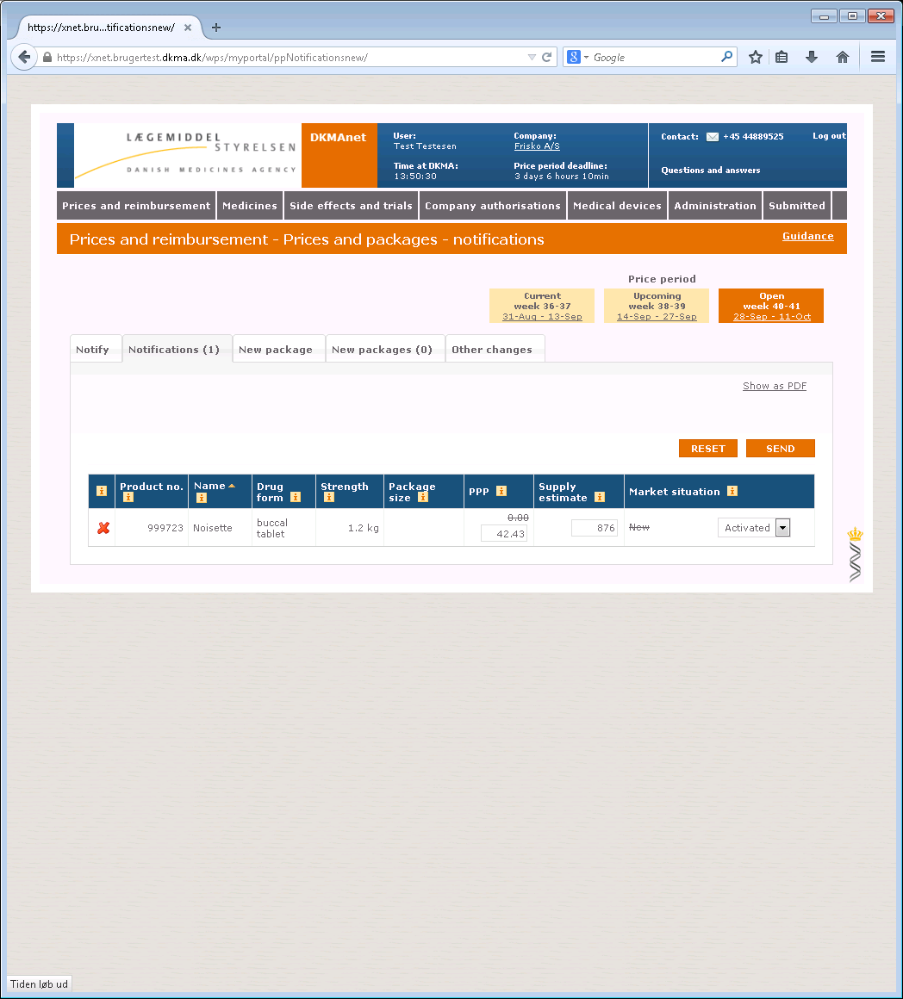 https://xnet.bru...tificationsnew/
https://xnet.brugertest.dkma.dk/wps/myportal/ppNotificationsnew/
Google
LÆGEMIDDEL
STYRELSEN
DANISH MEDICINES AGENCY
DKMAnet
User:
Test Testesen
Time at DKMA:
13:50:30
Company:
Frisko A/S
Price period deadline:
3 days 6 hours 10min
Contact: +45 44889525
Log out
Questions and answers
Prices and reimbursement Medicines Side effects and trials Company authorisations Medical devices Administration Submitted
Prices and reimbursement - Prices and packages - notifications
Guidance
Price period
Current
week 36-37
31-Aug - 13-Sep
Upcoming
week 38-39
14-Sep - 27-Sep
Open
week 40-41
28-Sep - 11-Oct
Notify Notifications (1) New package New packages (0) Other changes
Show as PDF
RESET SEND
Product no.
Name
Drug
form
Strength
Package
size
PPP
Supply
estimate
Market situation
999723
Noisette
buccal
tablet
1.2 kg
0.00
42.43
876
New
Activated
Tiden løb ud